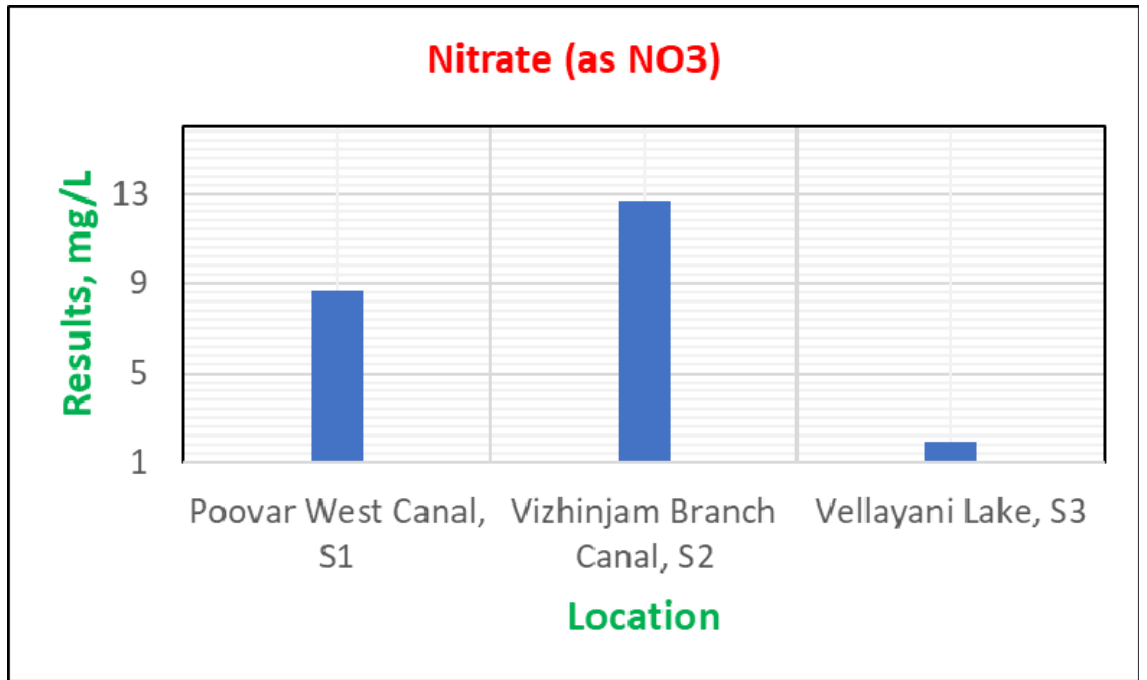 Nitrate (as NO3)
Results, mg/L
13
9
5
1
Poovar West Canal,
S1
Vizhinjam Branch
Canal, S2
Vellayani Lake, S3
Location